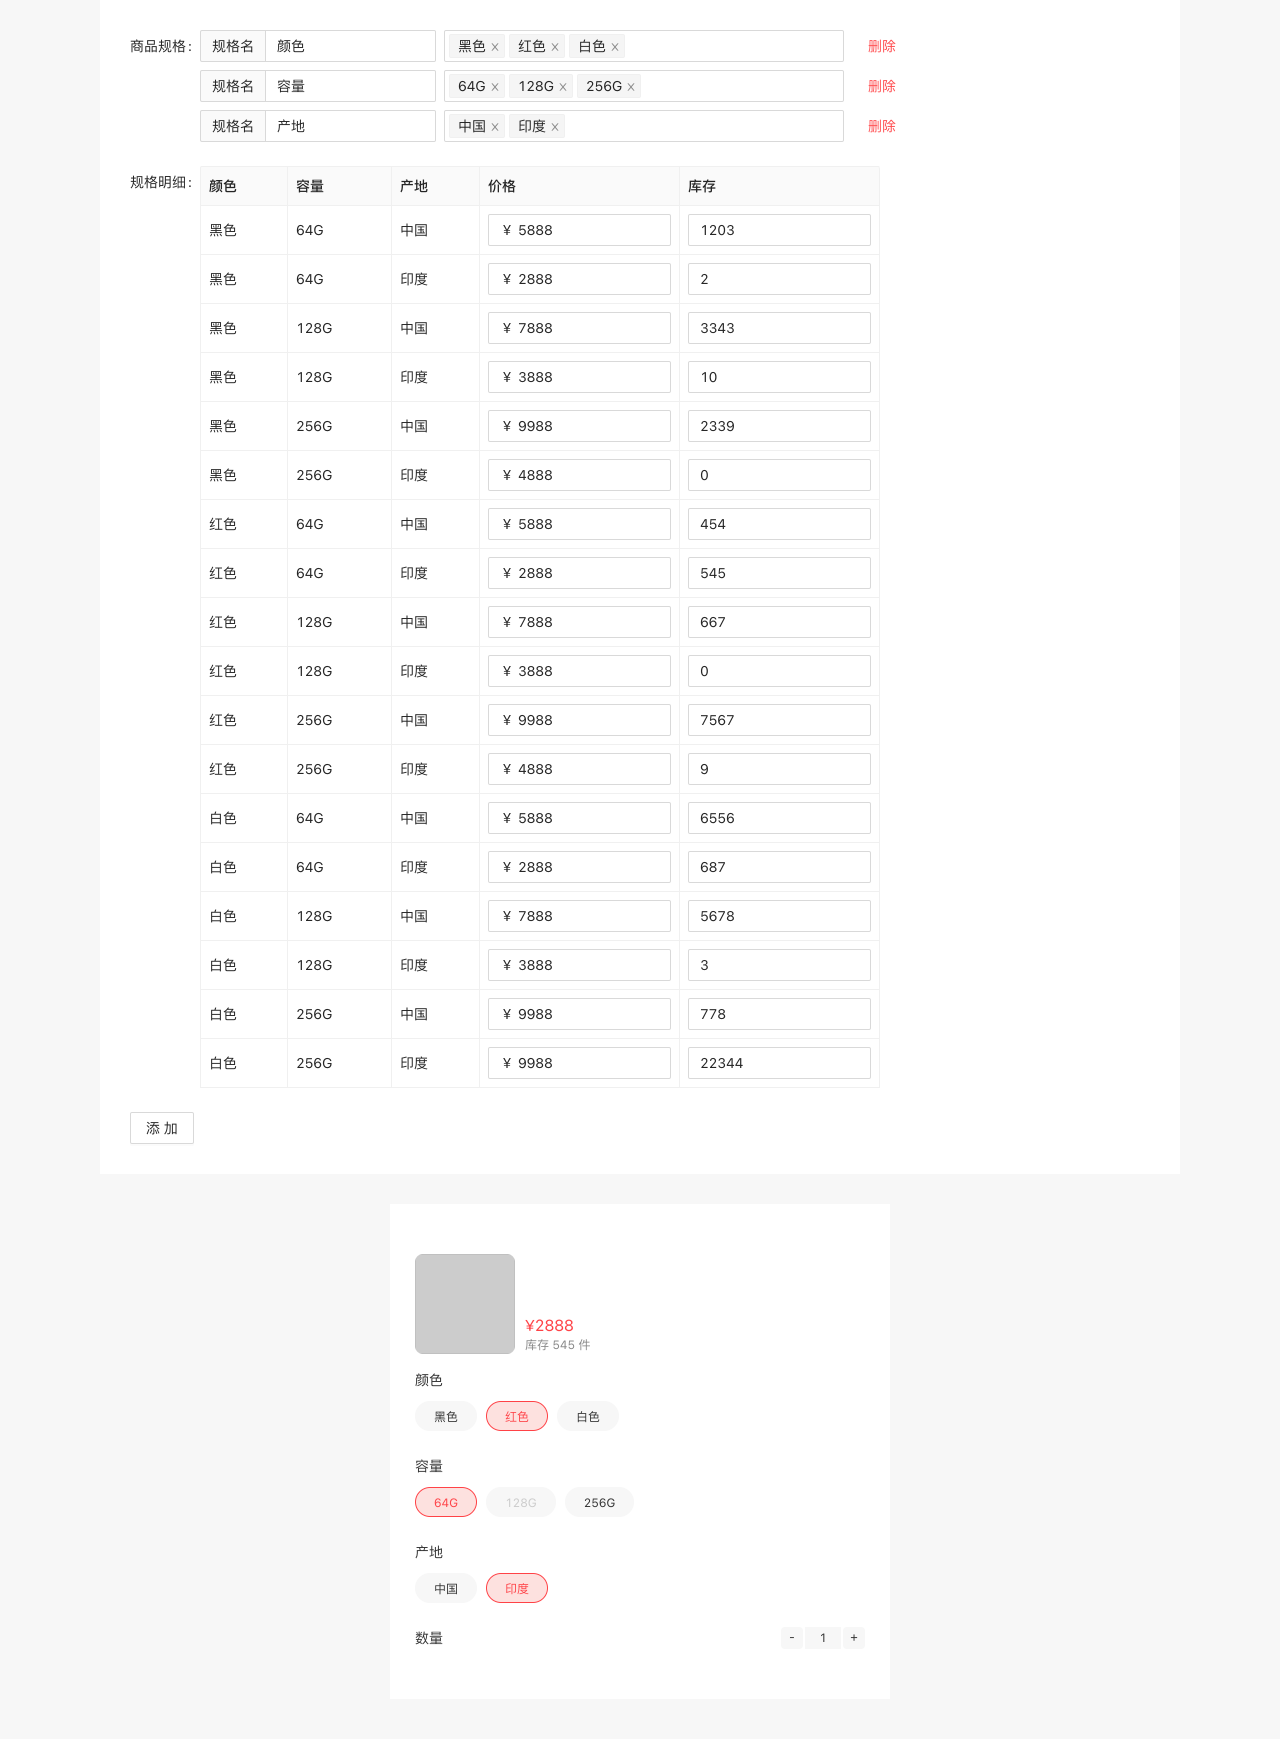 商品规格: 规格名 颜色 黑色 x 红色 x 白色 x 删除
规格名 容量 64G x 128G x 256G x 删除
规格名 产地 中国 x 印度 x 删除
规格明细: 颜色 容量 产地 价格 库存
黑色 64G 中国 ¥ 5888 1203
黑色 64G 印度 ¥ 2888 2
黑色 128G 中国 ¥ 7888 3343
黑色 128G 印度 ¥ 3888 10
黑色 256G 中国 ¥ 9988 2339
黑色 256G 印度 ¥ 4888 0
红色 64G 中国 ¥ 5888 454
红色 64G 印度 ¥ 2888 545
红色 128G 中国 ¥ 7888 667
红色 128G 印度 ¥ 3888 0
红色 256G 中国 ¥ 9988 7567
红色 256G 印度 ¥ 4888 9
白色 64G 中国 ¥ 5888 6556
白色 64G 印度 ¥ 2888 687
白色 128G 中国 ¥ 7888 5678
白色 128G 印度 ¥ 3888 3
白色 256G 中国 ¥ 9988 778
白色 256G 印度 ¥ 9988 22344
添 加
¥2888
库存 545 件
颜色
黑色 红色 白色
容量
64G 128G 256G
产地
中国 印度
数量 - 1 +